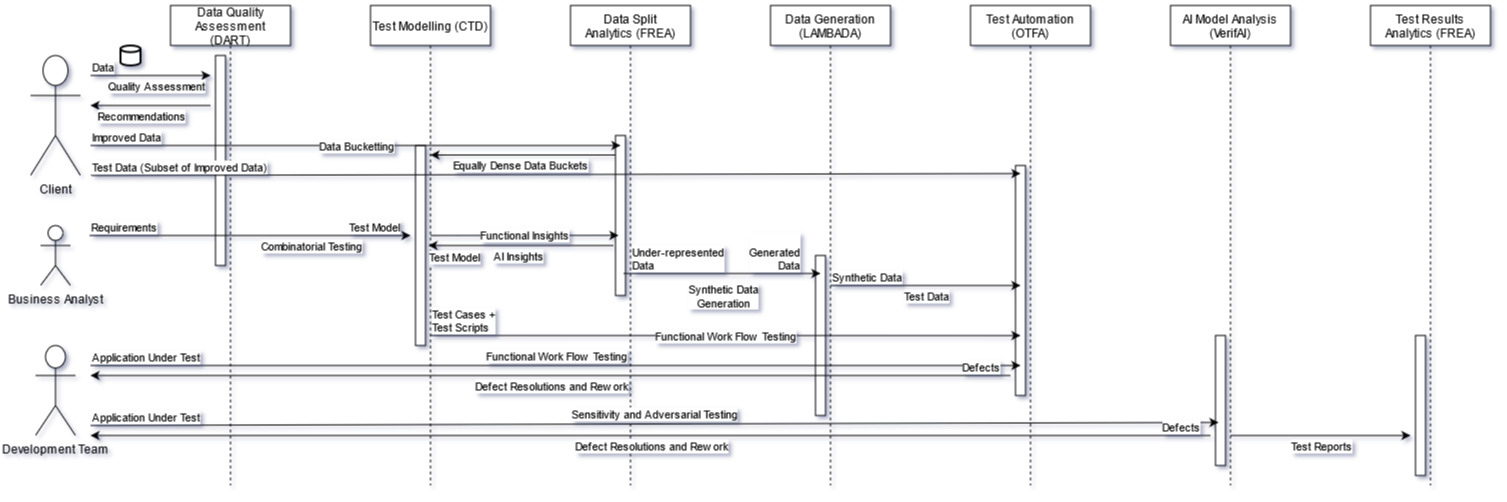 Data Quality
Assessment
(DART)
Test Modelling (CTD)
Data Split
Analytics (FREA)
Data Generation
(LAMBADA)
Test Automation
(OTFA)
AI Model Analysis
(VerifAI)
Test Results
Analytics (FREA)
Data
Quality Assessment
Recommendations
Improved Data
Data Bucketting
Equally Dense Data Buckets
Test Data (Subset of Improved Data)
Client
Requirements
Test Model
Combinatorial Testing
Functional Insights
Test Model
AI Insights
Under-represented
Data
Generated
Data
Synthetic Data
Generation
Synthetic Data
Test Data
Business Analyst
Test Cases +
Test Scripts
Functional Work Flow Testing
Application Under Test
Functional Work Flow Testing
Defects
Defect Resolutions and Rework
Application Under Test
Sensitivity and Adversarial Testing
Defects
Defect Resolutions and Rework
Test Reports
Development Team